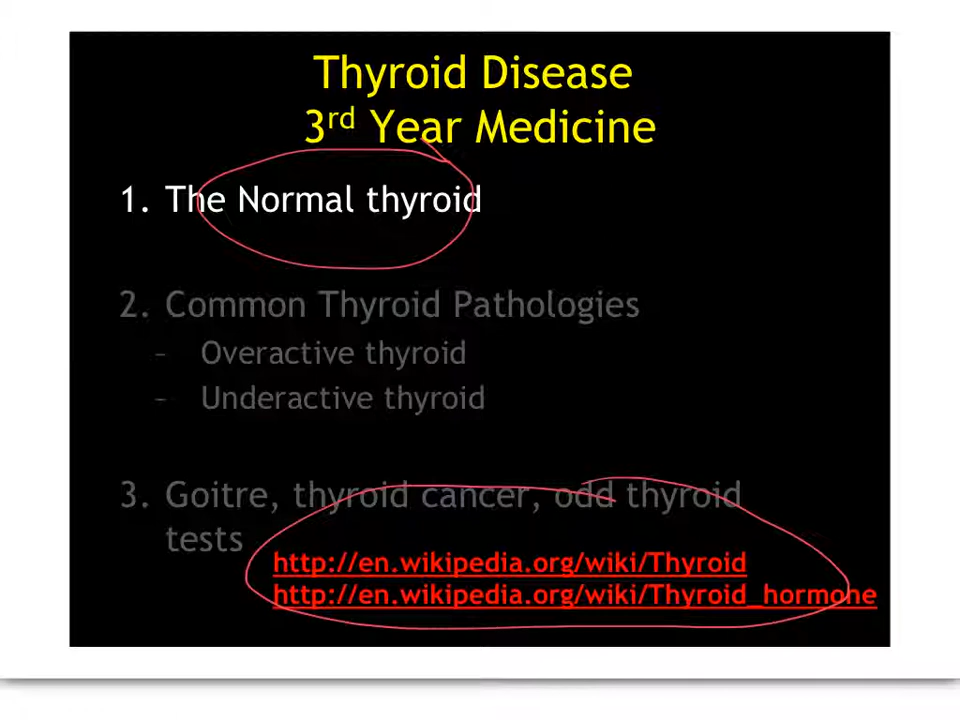 Thyroid Disease
3rd Year Medicine
1. The Normal thyroid
2. Common Thyroid Pathologies
– Overactive thyroid
– Underactive thyroid
3. Goitre, thyroid cancer, odd thyroid
tests
http://en.wikipedia.org/wiki/Thyroid
http://en.wikipedia.org/wiki/Thyroid_hormone